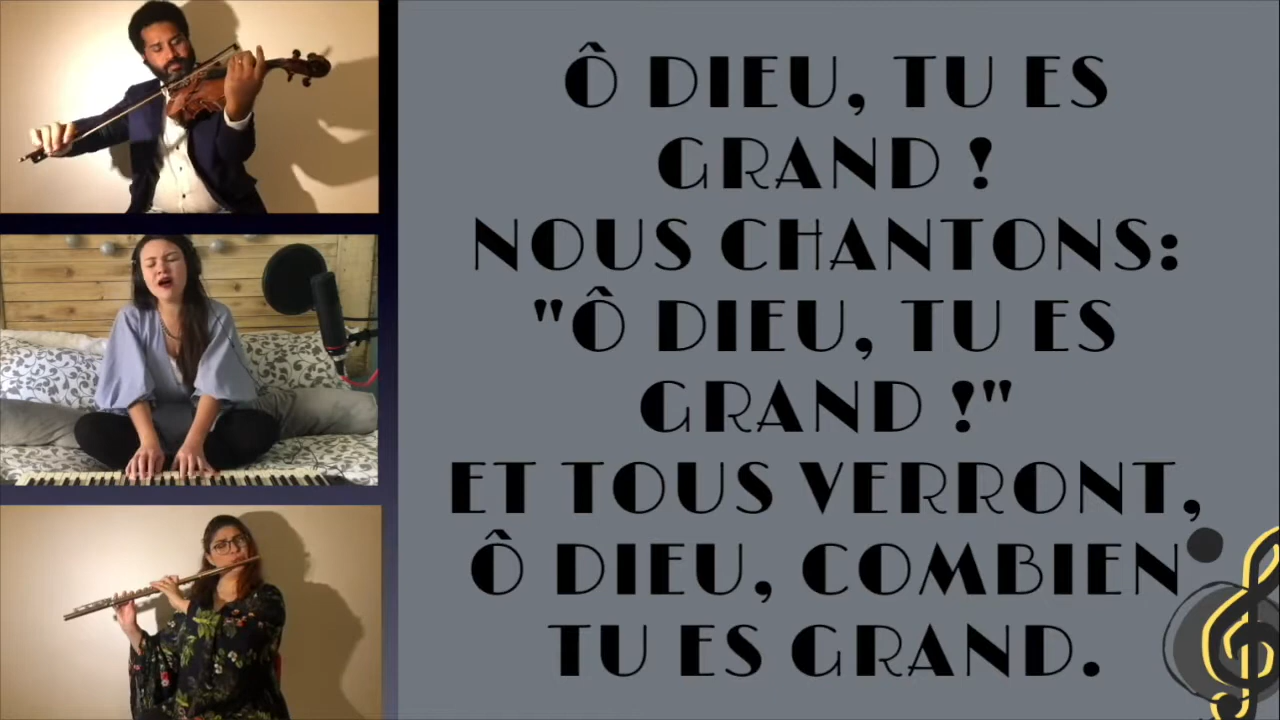 Ô DIEU, TU ES
GRAND !
NOUS CHANTONS:
"Ô DIEU, TU ES
GRAND !"
ET TOUS VERRONT,
Ô DIEU, COMBIEN
TU ES GRAND.